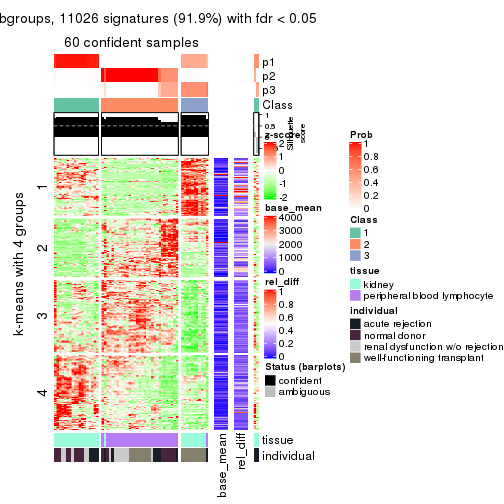 bgroups, 11026 signatures (91.9%) with fdr < 0.05
60 confident samples
p1
p2
p3
Class
1
0.5
0
Silhouette
score
k-means with 4 groups
1
2
3
4
z-score
2
1
0
-1
-2
base_mean
4000
3000
2000
1000
0
rel_diff
1
0.8
0.6
0.4
0.2
0
Status (barplots)
confident
ambiguous
Prob
1
0.8
0.6
0.4
0.2
0
Class
1
2
3
tissue
kidney
peripheral blood lymphocyte
individual
acute rejection
normal donor
renal dysfunction w/o rejection
well-functioning transplant
tissue
individual
base_mean
rel_diff